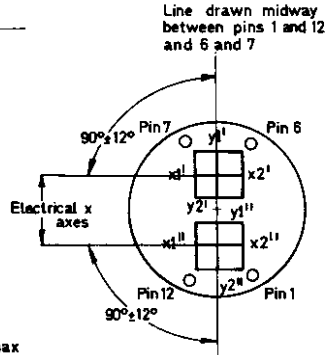 Line drawn midway
between pins 1 and 12
and 6 and 7
90°±12°
Pin 7
Pin 6
y1'
x1' x2'
y2' y1''
Electrical x
axes
x1'' x2''
Pin 12
Pin 1
y2''
90°±12°
ax